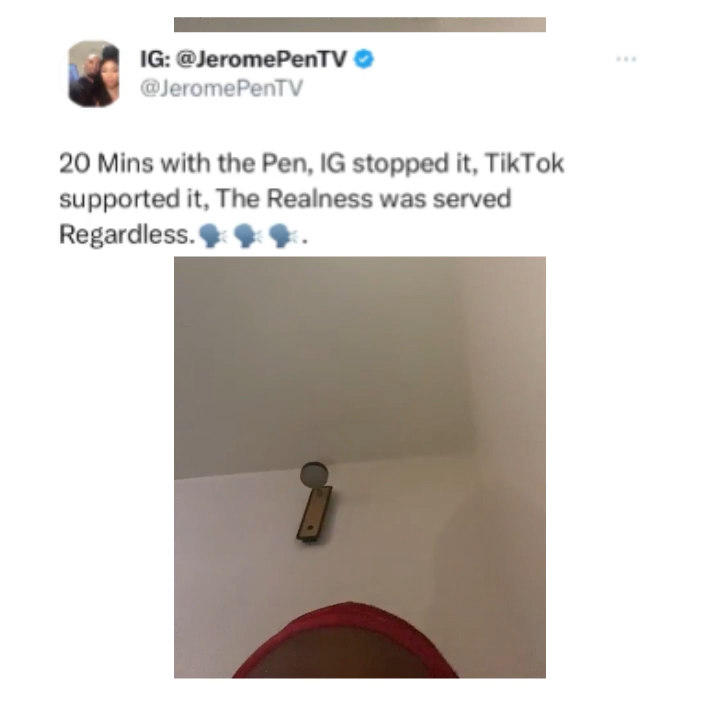 IG: @JeromePenTV
@JeromePenTV
20 Mins with the Pen, IG stopped it, TikTok
supported it, The Realness was served
Regardless.🗣️🗣️🗣️.